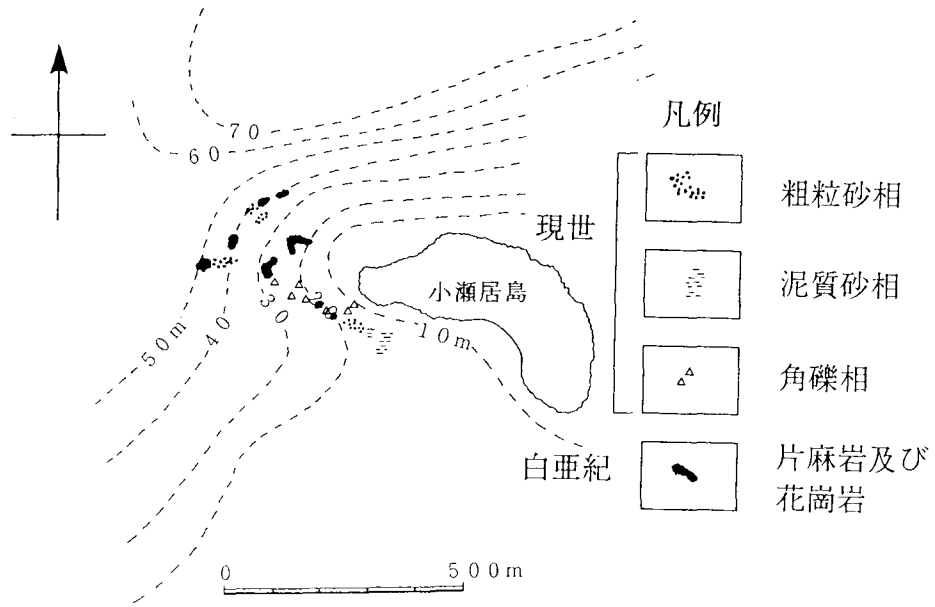 70
60
50m
40
30
20
10m
小瀬居島
0 500m
凡例
現世
粗粒砂相
泥質砂相
角礫相
白亜紀
片麻岩及び
花崗岩